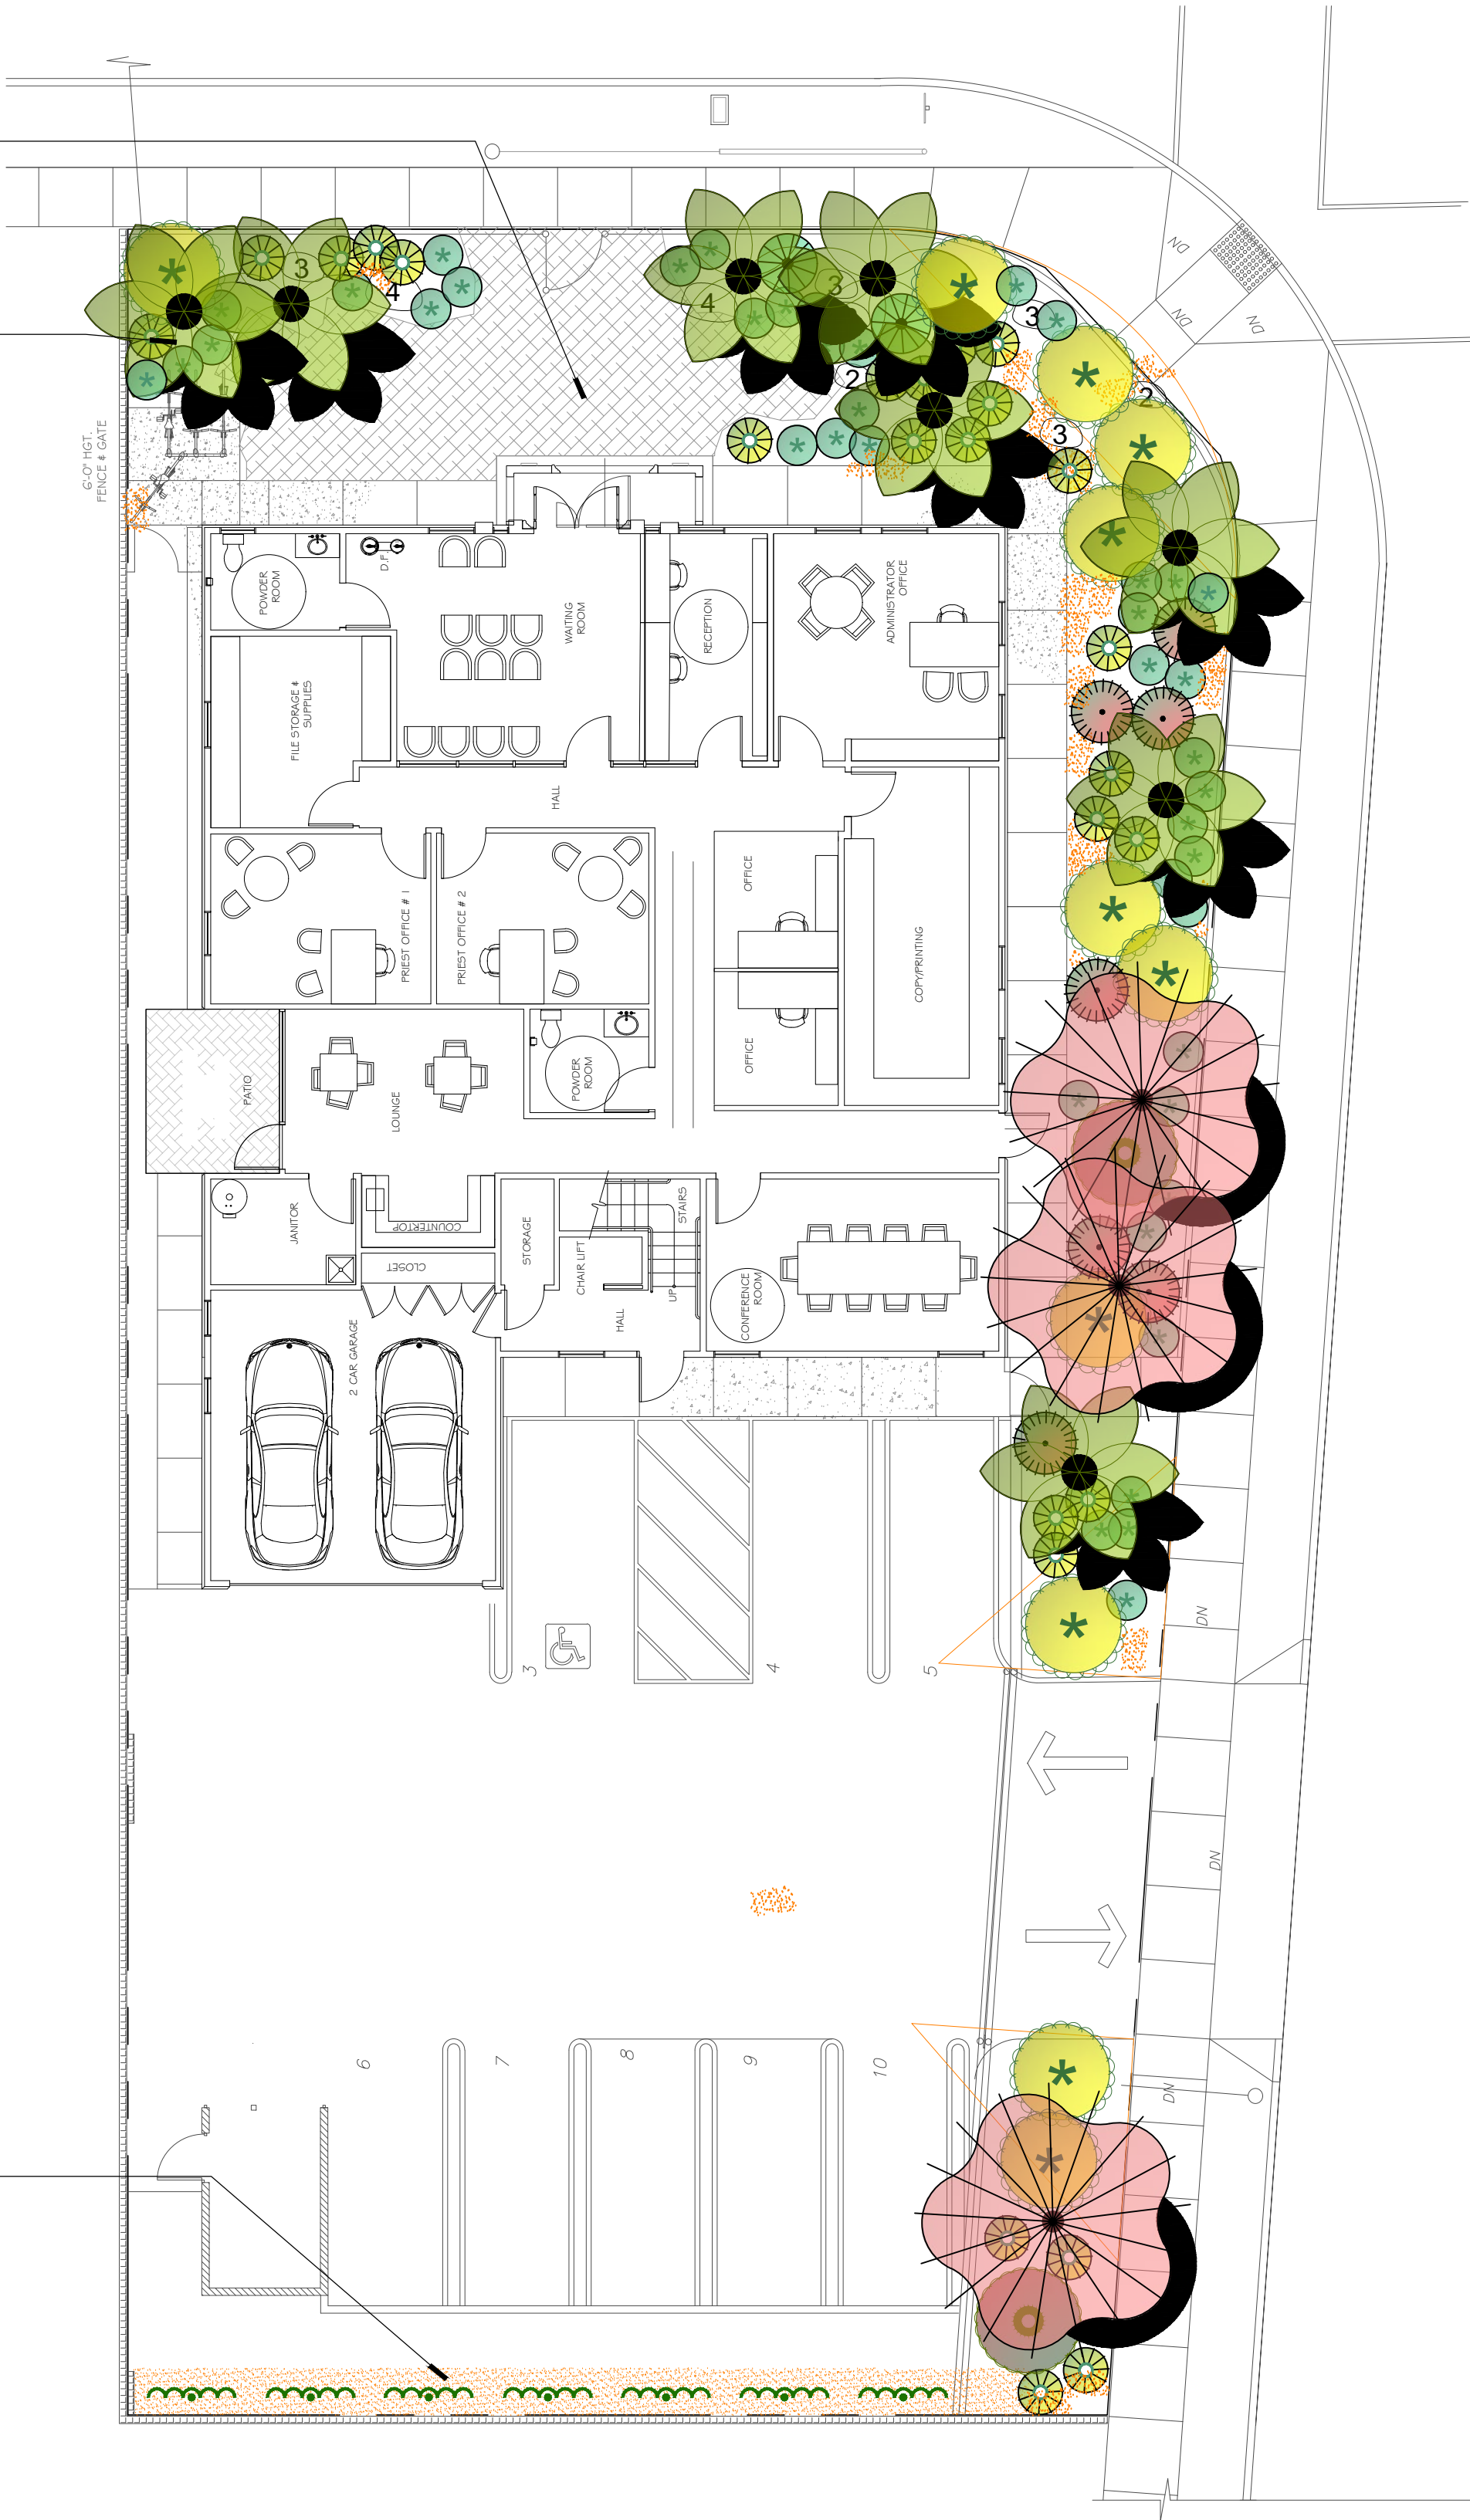 3
4
4
3
3
2
2
3
6'-0" HGT.
FENCE & GATE
DN
DN
DN
POWDER
ROOM
D.F.
WAITING
ROOM
RECEPTION
ADMINISTRATOR
OFFICE
FILE STORAGE &
SUPPLIES
HALL
PRIEST OFFICE # 1
PRIEST OFFICE # 2
OFFICE
COPY/PRINTING
PATIO
LOUNGE
POWDER
ROOM
OFFICE
JANITOR
COUNTERTOP
CLOSET
STORAGE
CHAIR LIFT
STAIRS
UP
HALL
CONFERENCE
ROOM
2 CAR GARAGE
3
4
5
DN
DN
6
7
8
9
10
DN